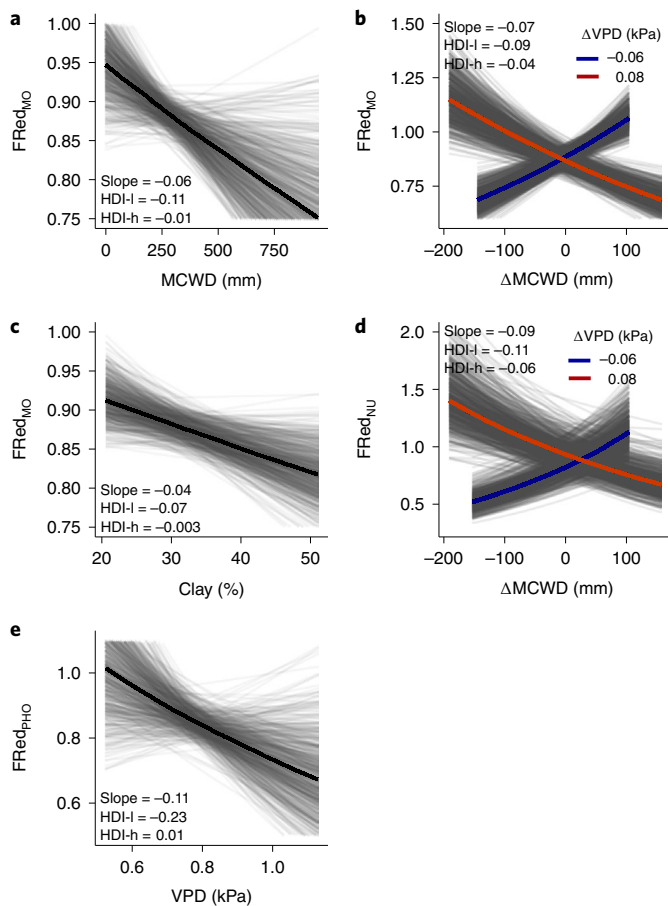 a
1.00
0.95
0.90
0.85
0.80
0.75
FRedMO
Slope = –0.06
HDI-l = –0.11
HDI-h = –0.01
0
250
500
750
MCWD (mm)
b
1.50
1.25
1.00
0.75
FRedMO
Slope = –0.07
HDI-l = –0.09
HDI-h = –0.04
ΔVPD (kPa)
–0.06
0.08
–200
–100
0
100
ΔMCWD (mm)
c
1.00
0.95
0.90
0.85
0.80
0.75
FRedMO
Slope = –0.04
HDI-l = –0.07
HDI-h = –0.003
20
30
40
50
Clay (%)
d
2.0
1.5
1.0
0.5
FRedNU
Slope = –0.09
HDI-l = –0.11
HDI-h = –0.06
ΔVPD (kPa)
–0.06
0.08
–200
–100
0
100
ΔMCWD (mm)
e
1.0
0.8
0.6
FRedPHO
Slope = –0.11
HDI-l = –0.23
HDI-h = 0.01
0.6
0.8
1.0
VPD (kPa)